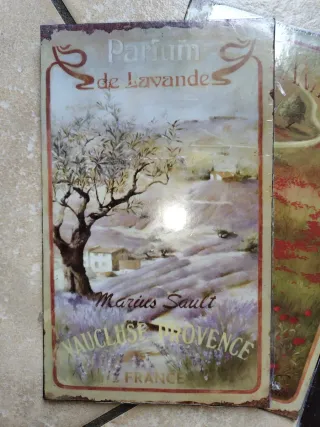 Parfum
de Lavande
Marius Sault
VAUCLUSE PROVENCE
FRANCE